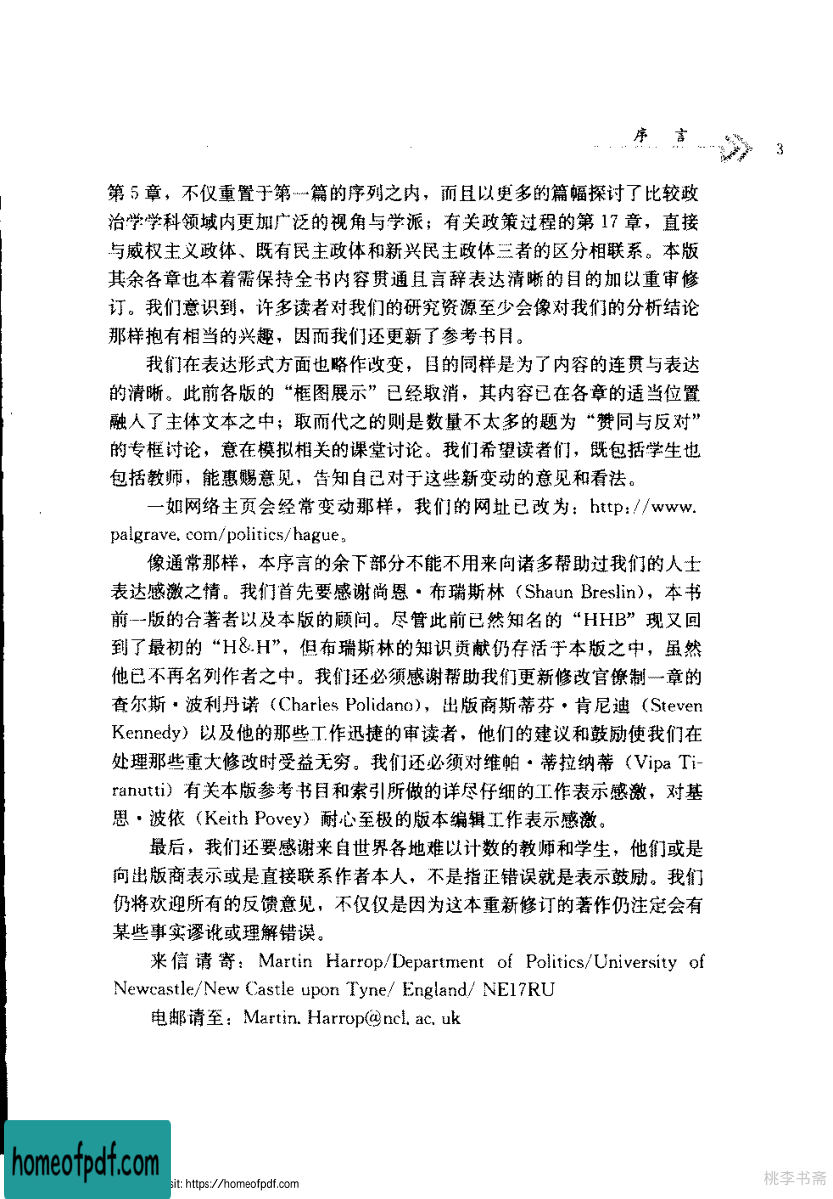 序 言
3
第 5 章，不仅重置于第一篇的序列之内，而且以更多的篇幅探讨了比较政
治学学科领域内更加广泛的视角与学派；有关政策过程的第 17 章，直接
与威权主义政体、既有民主政体和新兴民主政体三者的区分相联系。本版
其余各章也本着需保持全书内容贯通且言辞表达清晰的目的加以重审修
订。我们意识到，许多读者对我们的研究资源至少会像对我们的分析结论
那样抱有相当的兴趣，因而我们还更新了参考书目。
我们在表达形式方面也略作改变，目的同样是为了内容的连贯与表达
的清晰。此前各版的“框图展示”已经取消，其内容已在各章的适当位置
融入了主体文本之中；取而代之的则是数量不太多的题为“赞同与反对”
的专框讨论，意在模拟相关的课堂讨论。我们希望读者们，既包括学生也
包括教师，能惠赐意见，告知自己对于这些新变动的意见和看法。
一如网络主页会经常变动那样，我们的网址已改为：http://www.
palgrave.com/politics/hague。
像通常那样，本序言的余下部分不能不用来向诸多帮助过我们的人士
表达感激之情。我们首先要感谢尚恩·布瑞斯林（Shaun Breslin），本书
前一版的合著者以及本版的顾问。尽管此前已然知名的“HHB”现又回
到了最初的“H&H”，但布瑞斯林的知识贡献仍存活于本版之中，虽然
他已不再名列作者之中。我们还必须感谢帮助我们更新修改官僚制一章的
查尔斯·波利丹诺（Charles Polidano），出版商斯蒂芬·肯尼迪（Steven
Kennedy）以及他的那些工作迅捷的审读者，他们的建议和鼓励使我们在
处理那些重大修改时受益无穷。我们还必须对维帕·蒂拉纳蒂（Vipa Ti-
ranutti）有关本版参考书目和索引所做的详尽仔细的工作表示感激，对基
思·波依（Keith Povey）耐心至极的版本编辑工作表示感激。
最后，我们还要感谢来自世界各地难以计数的教师和学生，他们或是
向出版商表示或是直接联系作者本人，不是指正错误就是表示鼓励。我们
仍将欢迎所有的反馈意见，不仅仅是因为这本重新修订的著作仍注定会有
某些事实谬讹或理解错误。
来信请寄：Martin Harrop/Department of Politics/University of
Newcastle/New Castle upon Tyne/ England/ NE17RU
电邮请至：Martin.Harrop@ncl.ac.uk
homeofpdf.com
sit: https://homeofpdf.com
桃李书斋